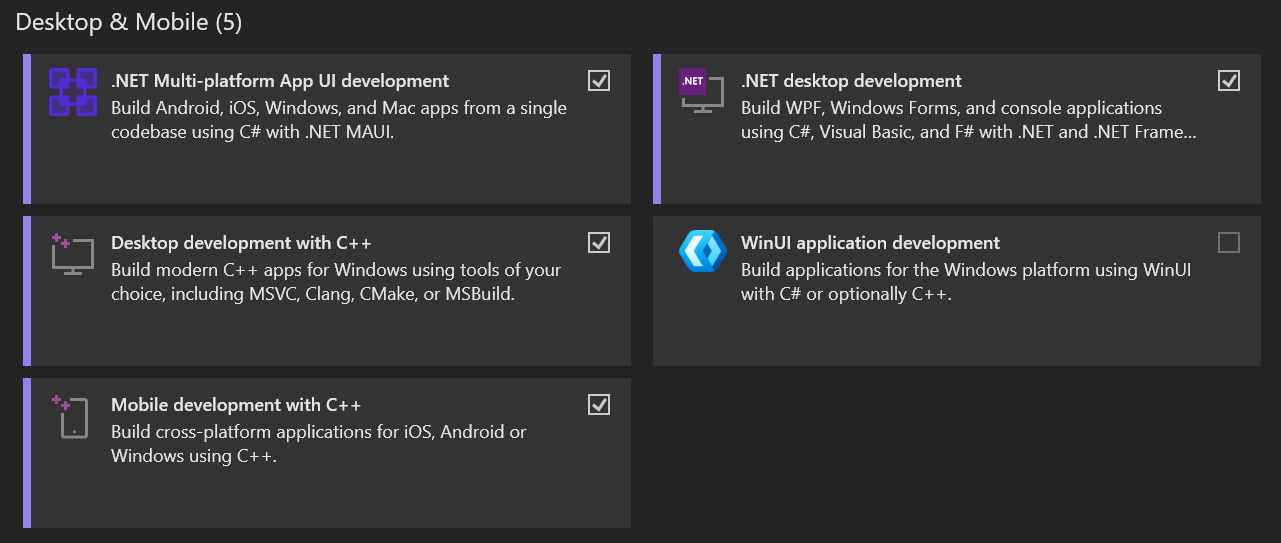 Desktop & Mobile (5)
.NET Multi-platform App UI development
Build Android, iOS, Windows, and Mac apps from a single
codebase using C# with .NET MAUI.
.NET
.NET desktop development
Build WPF, Windows Forms, and console applications
using C#, Visual Basic, and F# with .NET and .NET Frame...
Desktop development with C++
Build modern C++ apps for Windows using tools of your
choice, including MSVC, Clang, CMake, or MSBuild.
WinUI application development
Build applications for the Windows platform using WinUI
with C# or optionally C++.
Mobile development with C++
Build cross-platform applications for iOS, Android or
Windows using C++.